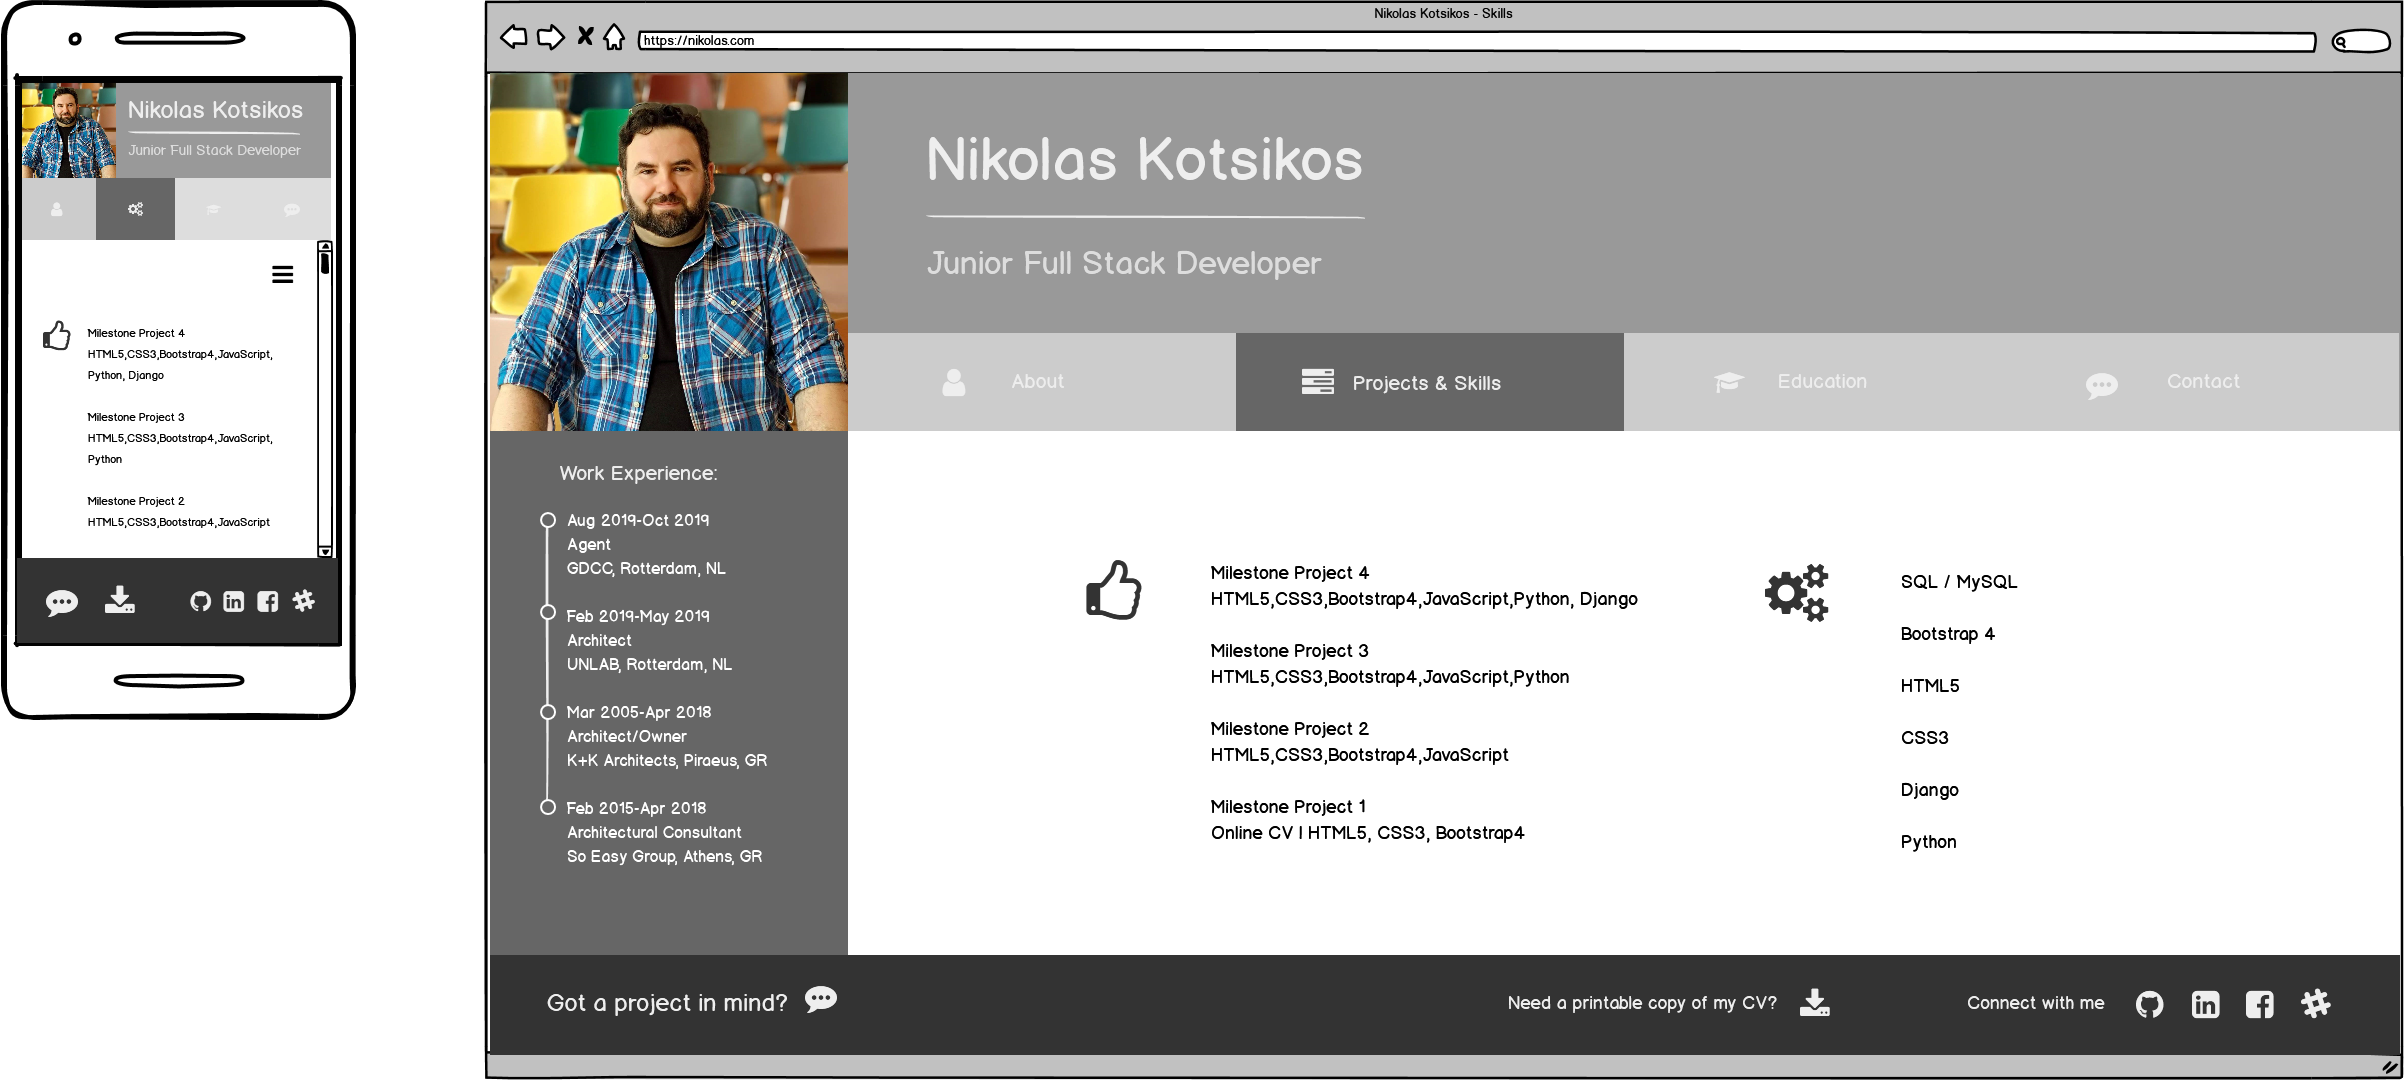 Nikolas Kotsikos
Junior Full Stack Developer
Milestone Project 4
HTML5,CSS3,Bootstrap4,JavaScript,
Python, Django
Milestone Project 3
HTML5,CSS3,Bootstrap4,JavaScript,
Python
Milestone Project 2
HTML5,CSS3,Bootstrap4,JavaScript
in
Nikolas Kotsikos - Skills
https://nikolas.com
Nikolas Kotsikos
Junior Full Stack Developer
About
Projects & Skills
Education
Contact
Work Experience:
Aug 2019-Oct 2019
Agent
GDCC, Rotterdam, NL
Feb 2019-May 2019
Architect
UNLAB, Rotterdam, NL
Mar 2005-Apr 2018
Architect/Owner
K+K Architects, Piraeus, GR
Feb 2015-Apr 2018
Architectural Consultant
So Easy Group, Athens, GR
Milestone Project 4
HTML5,CSS3,Bootstrap4,JavaScript,Python, Django
Milestone Project 3
HTML5,CSS3,Bootstrap4,JavaScript,Python
Milestone Project 2
HTML5,CSS3,Bootstrap4,JavaScript
Milestone Project 1
Online CV | HTML5, CSS3, Bootstrap4
SQL / MySQL
Bootstrap 4
HTML5
CSS3
Django
Python
Got a project in mind?
Need a printable copy of my CV?
Connect with me
in